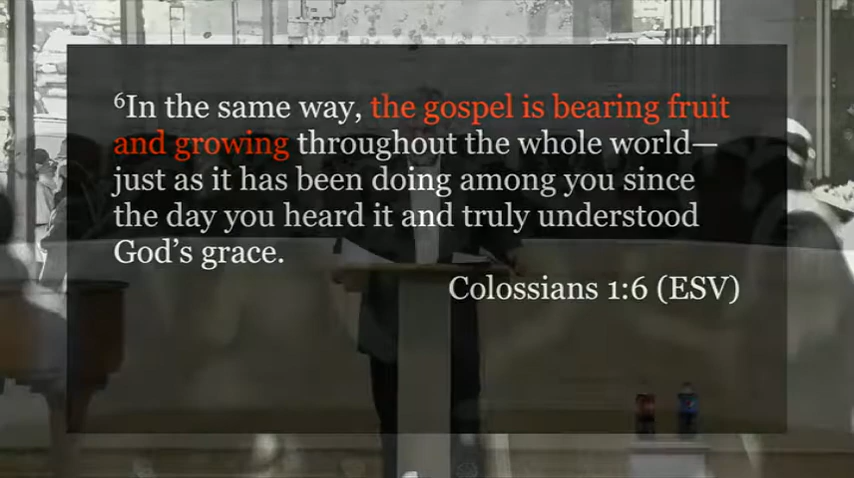 ⁶In the same way, the gospel is bearing fruit
and growing throughout the whole world—
just as it has been doing among you since
the day you heard it and truly understood
God’s grace.
Colossians 1:6 (ESV)